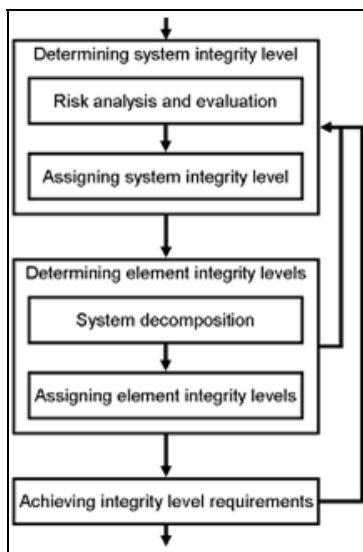 Determining system integrity level
Risk analysis and evaluation
Assigning system integrity level
Determining element integrity levels
System decomposition
Assigning element integrity levels
Achieving integrity level requirements